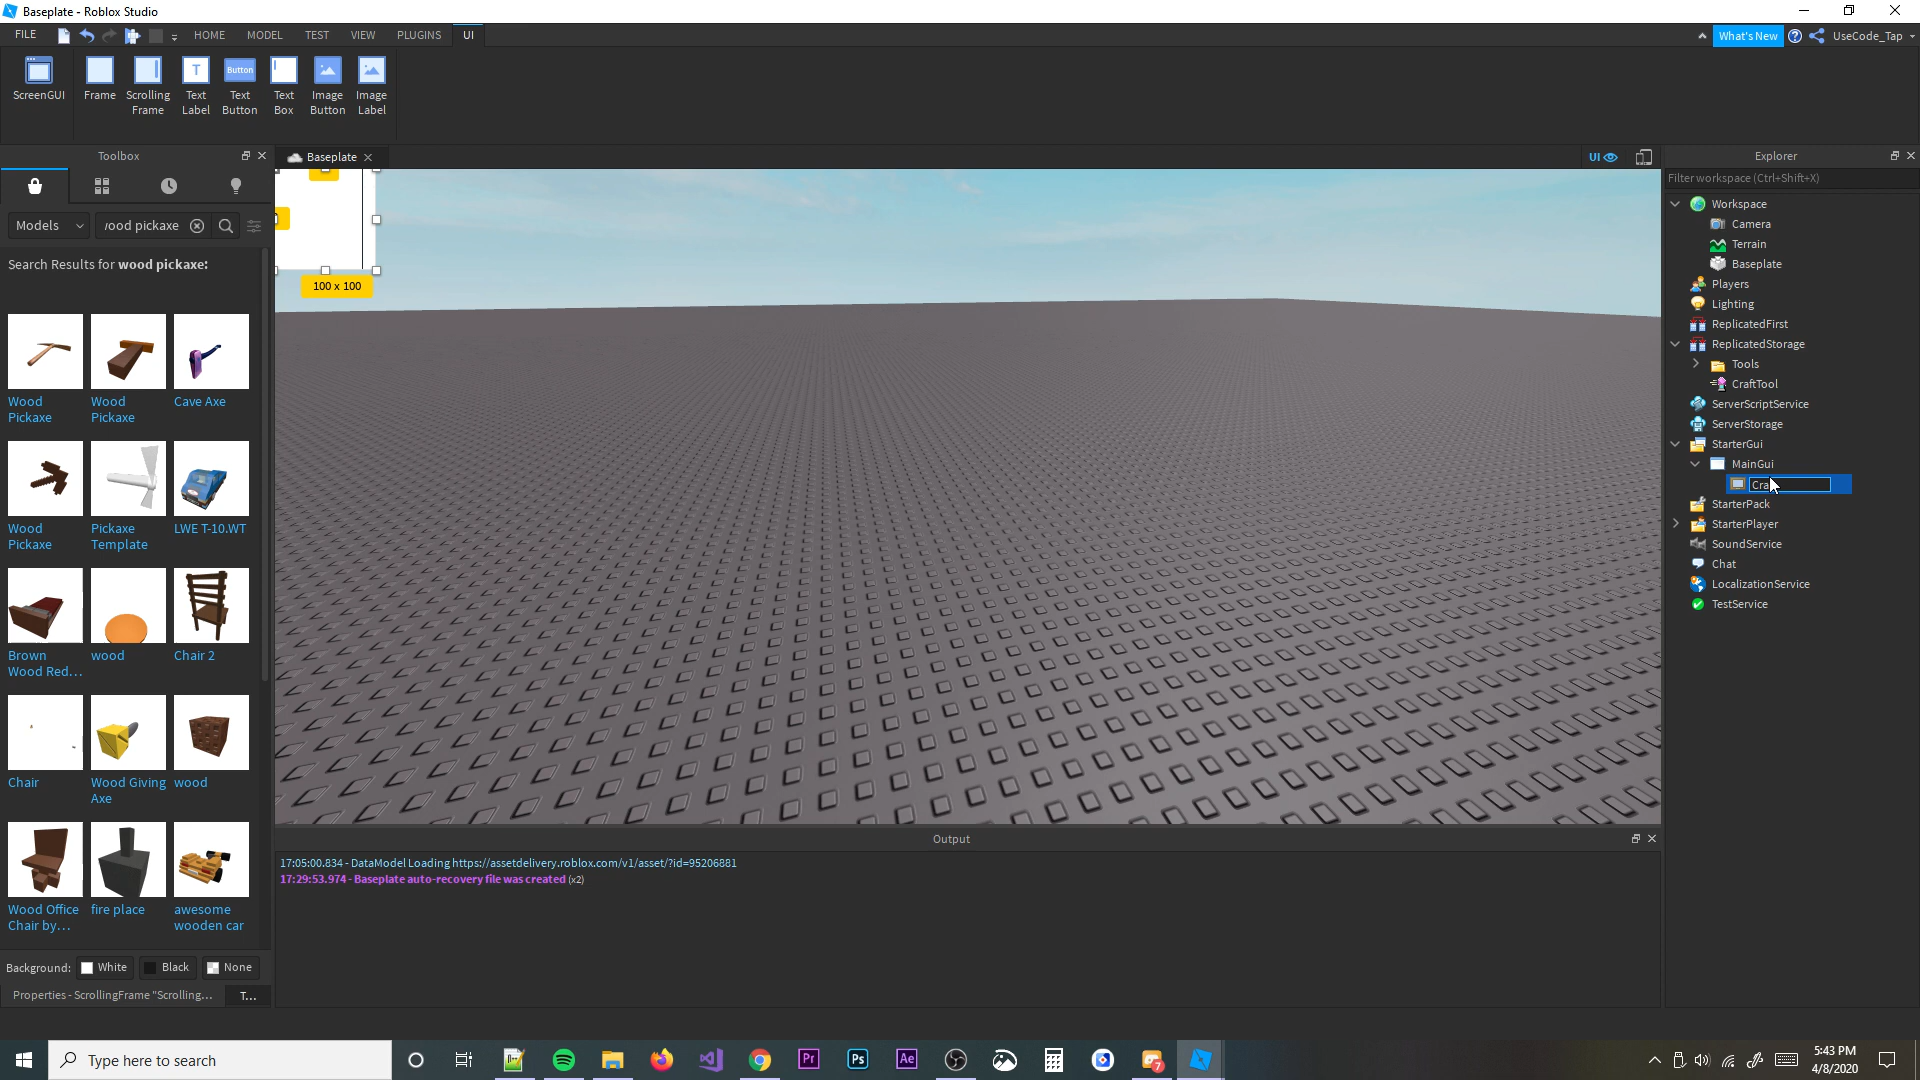 Baseplate - Roblox Studio
FILE HOME MODEL TEST VIEW PLUGINS UI What's New UseCode_Tap
ScreenGUI
Frame
Scrolling Frame
Text Label
Button
Text Button
Text Box
Image Button
Image Label
Toolbox
Baseplate
UI
Explorer
Filter workspace (Ctrl+Shift+X)
Models
wood pickaxe
Search Results for wood pickaxe:
Wood Pickaxe
Wood Pickaxe
Cave Axe
Wood Pickaxe
Pickaxe Template
LWE T-10.WT
Brown Wood Red...
wood
Chair 2
Chair
Wood Giving Axe
wood
Wood Office Chair by...
fire place
awesome wooden car
Background: White Black None
Properties - ScrollingFrame "Scrolling...
T...
100 x 100
Workspace
Camera
Terrain
Baseplate
Players
Lighting
ReplicatedFirst
ReplicatedStorage
Tools
CraftTool
ServerScriptService
ServerStorage
StarterGui
MainGui
Cra
StarterPack
StarterPlayer
SoundService
Chat
LocalizationService
TestService
Output
17:05:00.834 - DataModel Loading https://assetdelivery.roblox.com/v1/asset/?id=95206881
17:29:53.974 - Baseplate auto-recovery file was created (x2)
Type here to search
Pr
Ps
Ae
7
5:43 PM
4/8/2020